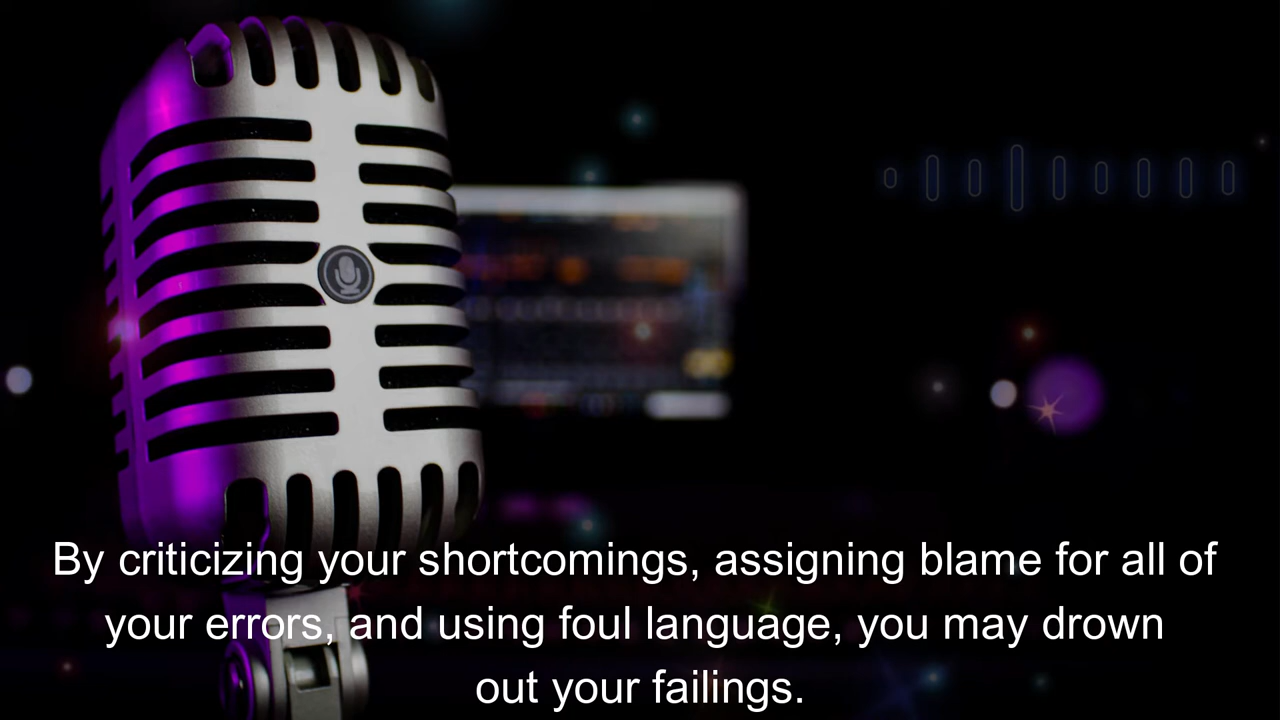 By criticizing your shortcomings, assigning blame for all of
your errors, and using foul language, you may drown
out your failings.